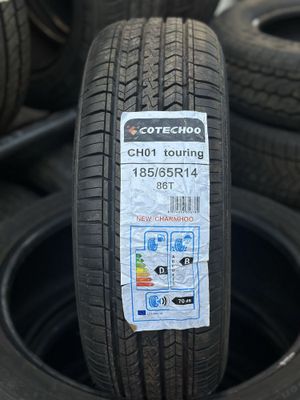 COTECHOO
CH01 touring
185/65R14
86T
NEW CHARMHOO
D
B
70 dB